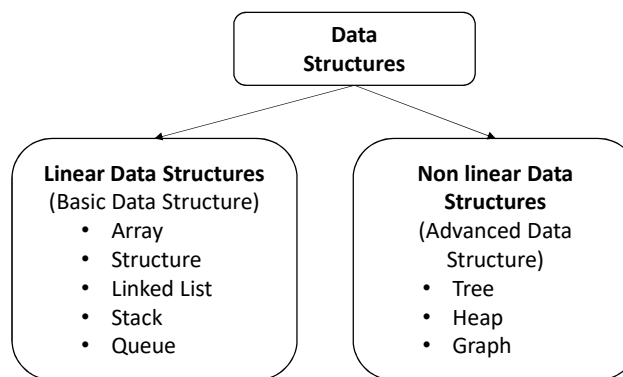 Data
Structures
Linear Data Structures
(Basic Data Structure)
• Array
• Structure
• Linked List
• Stack
• Queue
Non linear Data
Structures
(Advanced Data
Structure)
• Tree
• Heap
• Graph